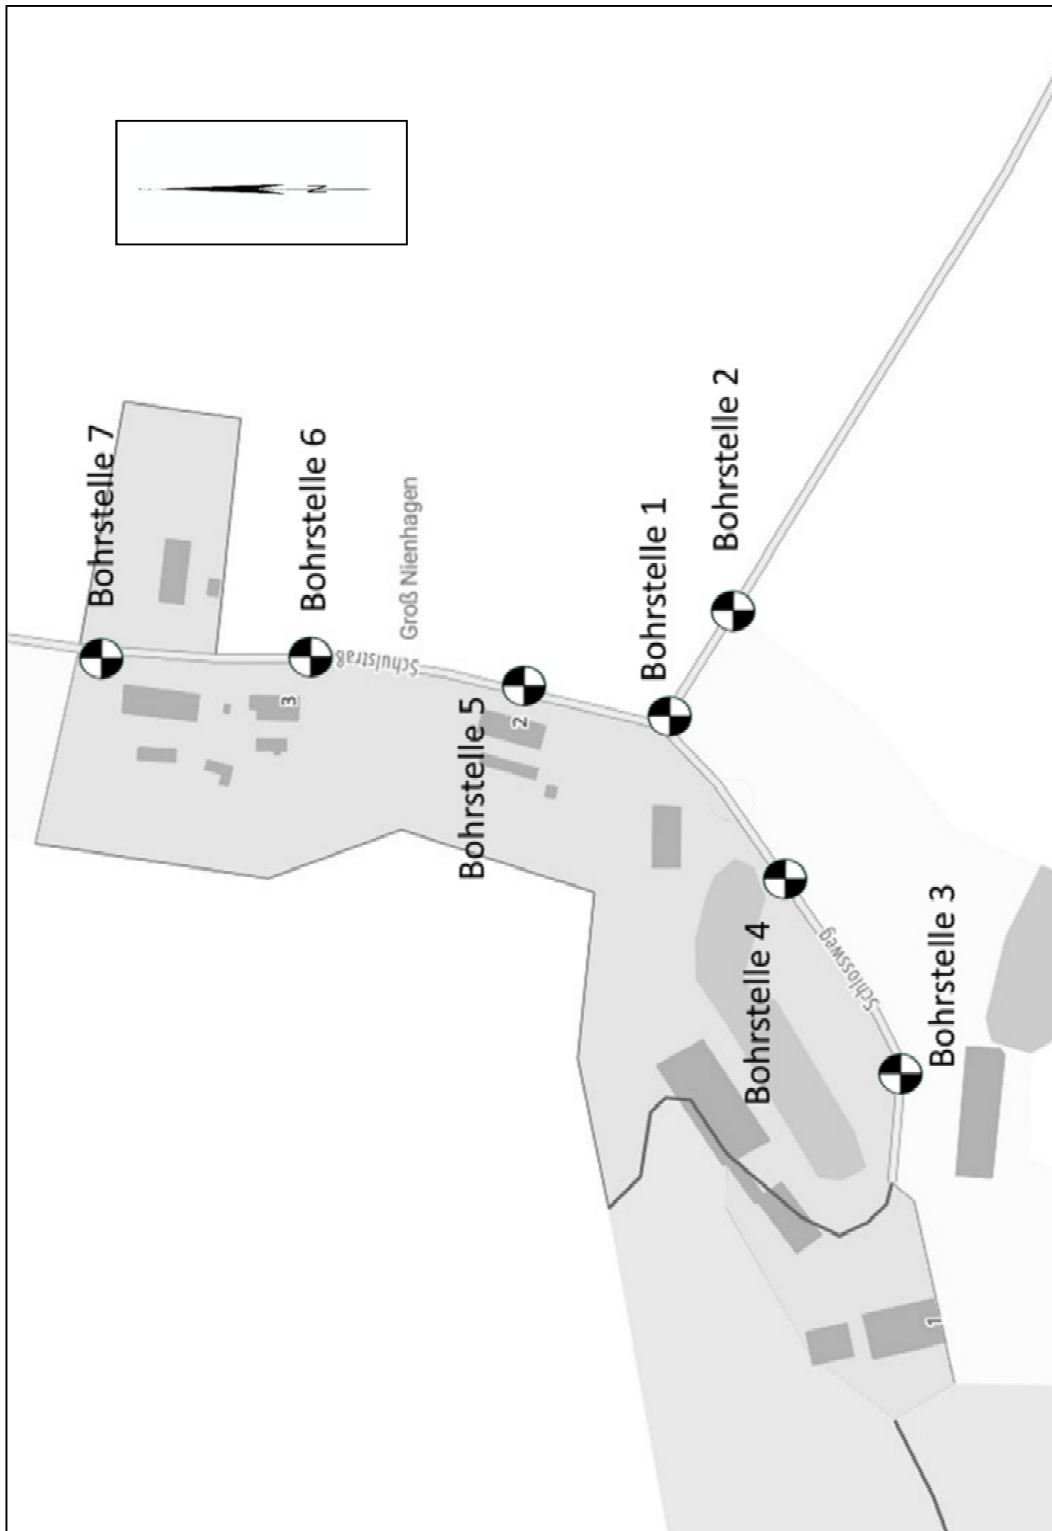 N
Bohrstelle 7
Bohrstelle 6
3
Groß Nienhagen
Schulstraß
Bohrstelle 5
2
Bohrstelle 1
Bohrstelle 2
Bohrstelle 4
Schlossweg
Bohrstelle 3
1